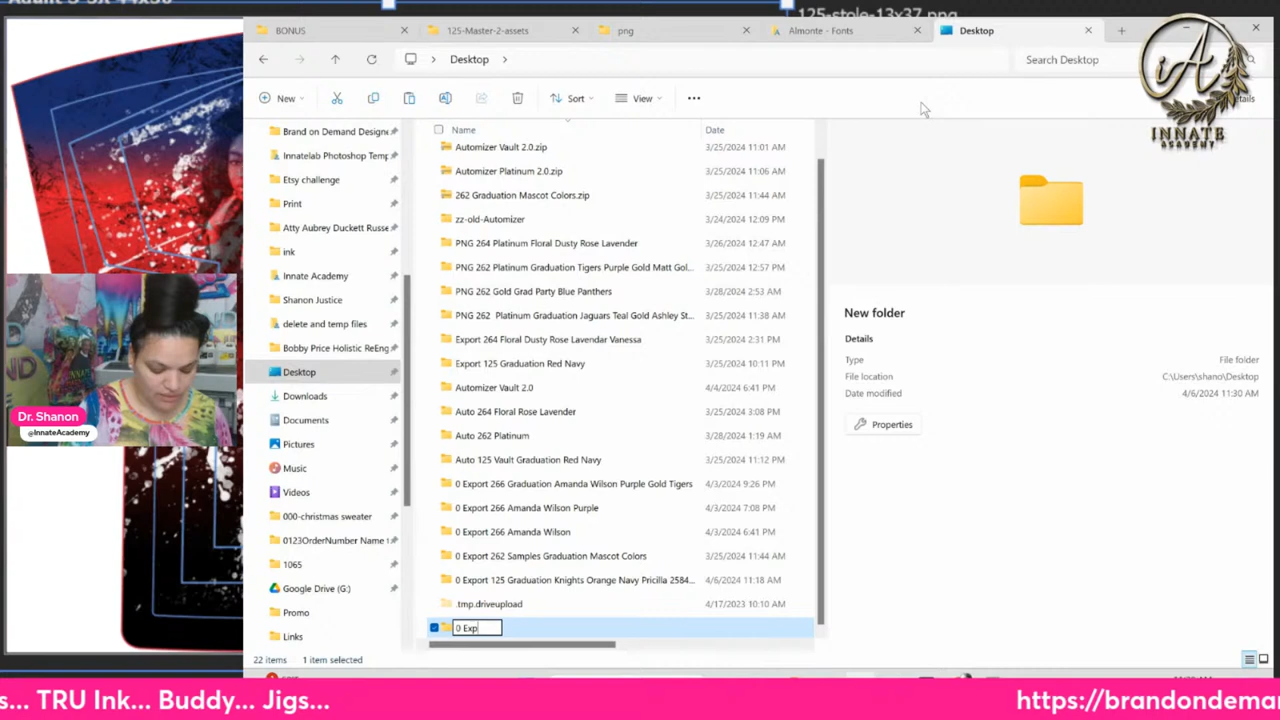 125-stole-13x37.png
BONUS
125-Master-2-assets
png
Almonte - Fonts
Desktop
Desktop
Search Desktop
New
Sort
View
Brand on Demand Designe
Innatelab Photoshop Temp
Etsy challenge
Print
Atty Aubrey Duckett Russe
ink
Innate Academy
Shanon Justice
delete and temp files
Bobby Price Holistic ReEng
Desktop
Downloads
Documents
Pictures
Music
Videos
000-christmas sweater
0123OrderNumber Name
1065
Google Drive (G:)
Promo
Links
Name
Date
Automizer Vault 2.0.zip 3/25/2024 11:01 AM
Automizer Platinum 2.0.zip 3/25/2024 11:06 AM
262 Graduation Mascot Colors.zip 3/25/2024 11:44 AM
zz-old-Automizer 3/24/2024 12:09 PM
PNG 264 Platinum Floral Dusty Rose Lavender 3/26/2024 12:47 AM
PNG 262 Platinum Graduation Tigers Purple Gold Matt Gol... 3/25/2024 12:57 PM
PNG 262 Gold Grad Party Blue Panthers 3/28/2024 2:53 AM
PNG 262 Platinum Graduation Jaguars Teal Gold Ashley St... 3/25/2024 11:38 AM
Export 264 Floral Dusty Rose Lavendar Vanessa 3/25/2024 2:31 PM
Export 125 Graduation Red Navy 3/25/2024 10:11 PM
Automizer Vault 2.0 4/4/2024 6:41 PM
Auto 264 Floral Rose Lavender 3/25/2024 3:08 PM
Auto 262 Platinum 3/28/2024 1:19 AM
Auto 125 Vault Graduation Red Navy 3/25/2024 11:12 PM
0 Export 266 Graduation Amanda Wilson Purple Gold Tigers 4/3/2024 9:26 PM
0 Export 266 Amanda Wilson Purple 4/3/2024 7:08 PM
0 Export 266 Amanda Wilson 4/3/2024 6:41 PM
0 Export 262 Samples Graduation Mascot Colors 3/25/2024 11:44 AM
0 Export 125 Graduation Knights Orange Navy Pricilla 2584... 4/6/2024 11:18 AM
.tmp.driveupload 4/17/2023 10:10 AM
0 Exp
22 items
1 item selected
New folder
Details
Type File folder
File location C:\Users\shano\Desktop
Date modified 4/6/2024 11:30 AM
Properties
iA
INNATE
ACADEMY
Dr. Shanon
@InnateAcademy
s... TRU Ink... Buddy... Jigs...
https://brandondema